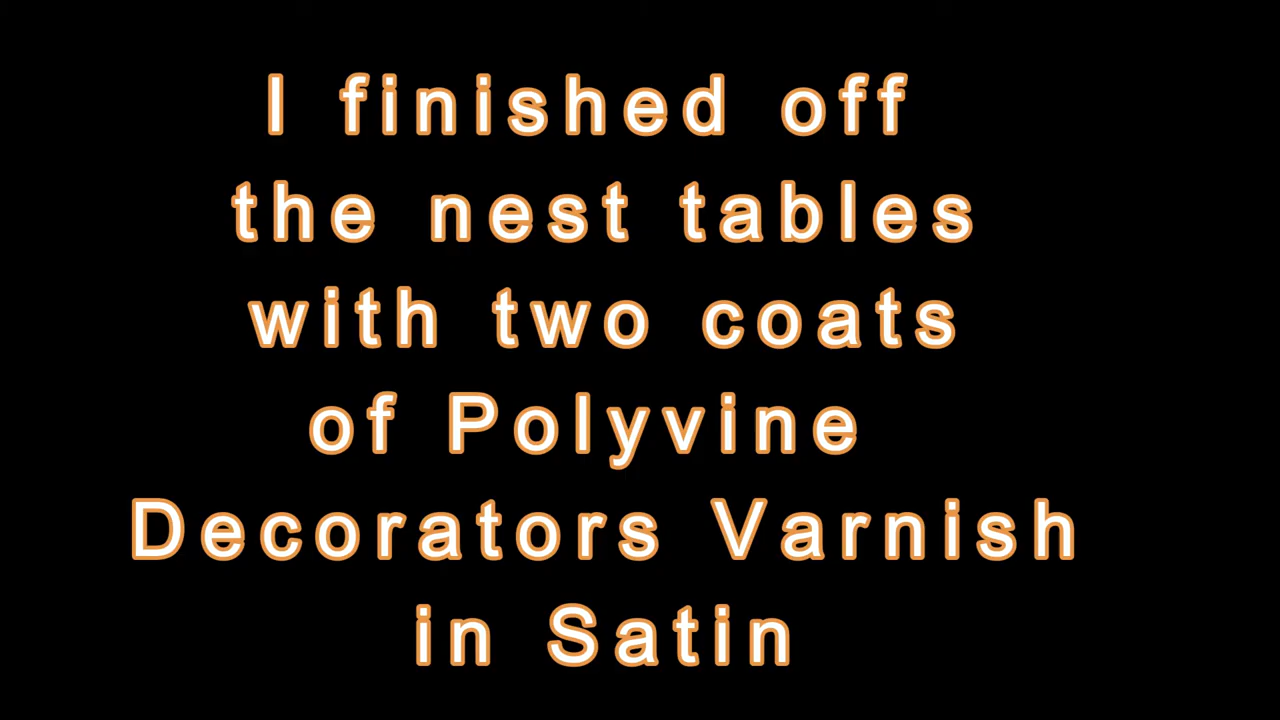 I finished off
the nest tables
with two coats
of Polyvine
Decorators Varnish
in Satin